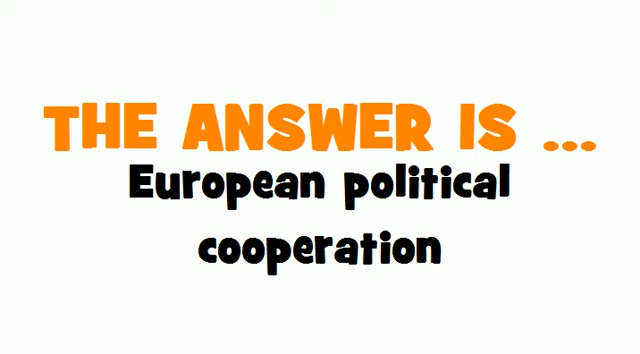 THE ANSWER IS ...
European political
cooperation